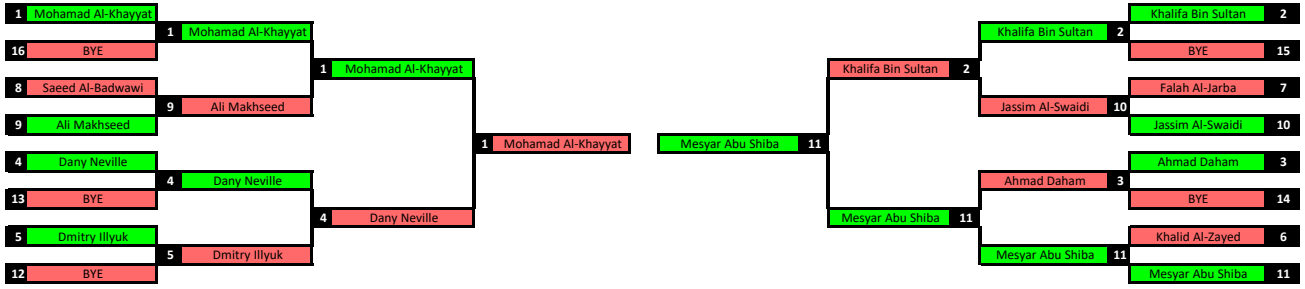 1 Mohamad Al-Khayyat
16 BYE
8 Saeed Al-Badwawi
9 Ali Makhseed
4 Dany Neville
13 BYE
5 Dmitry Illyuk
12 BYE
1 Mohamad Al-Khayyat
9 Ali Makhseed
4 Dany Neville
5 Dmitry Illyuk
1 Mohamad Al-Khayyat
4 Dany Neville
1 Mohamad Al-Khayyat
Mesyar Abu Shiba 11
Khalifa Bin Sultan 2
Mesyar Abu Shiba 11
Khalifa Bin Sultan 2
Jassim Al-Swaidi 10
Ahmad Daham 3
Mesyar Abu Shiba 11
Khalifa Bin Sultan 2
BYE 15
Falah Al-Jarba 7
Jassim Al-Swaidi 10
Ahmad Daham 3
BYE 14
Khalid Al-Zayed 6
Mesyar Abu Shiba 11